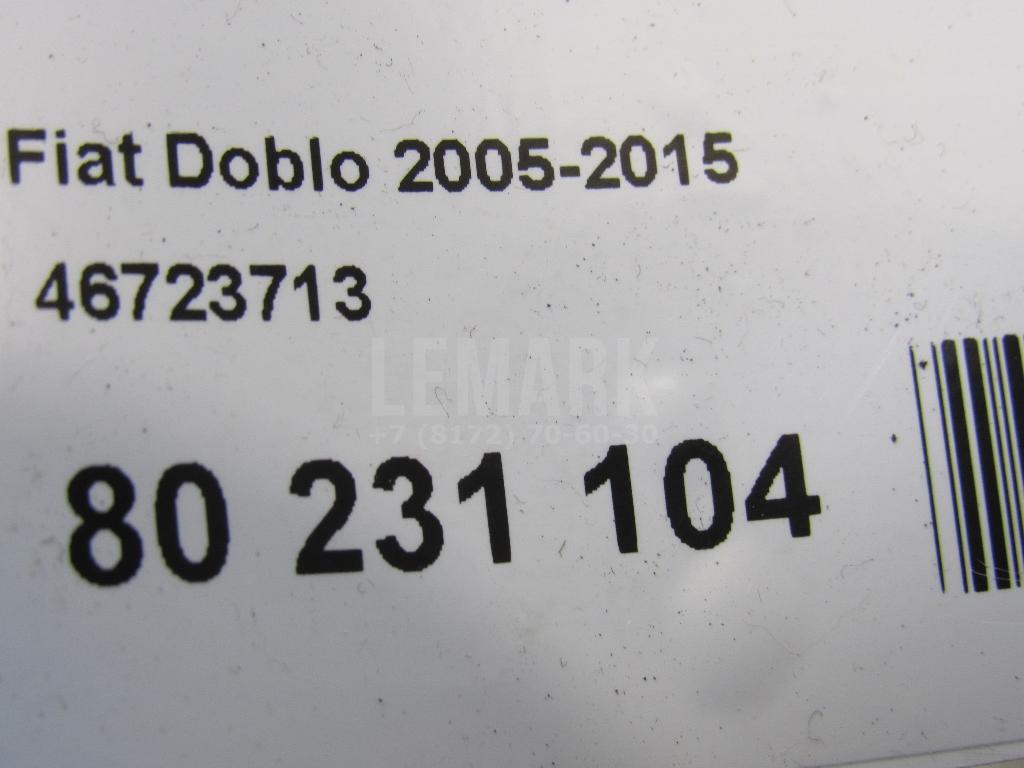 Fiat Doblo 2005-2015
46723713
LEMARK
+7 (8172) 70-60-30
80 231 104